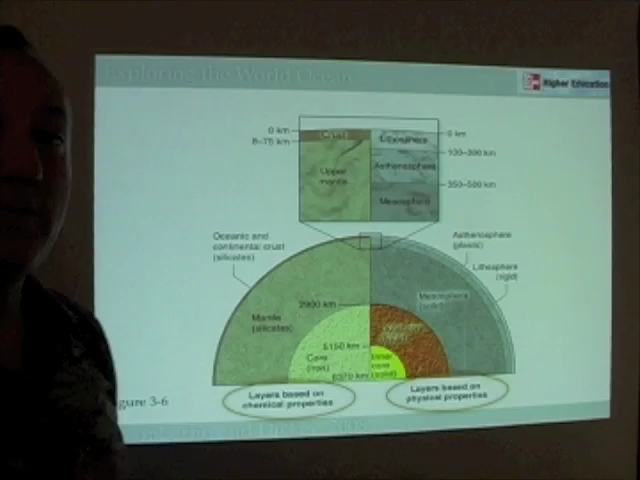 Exploring the World Ocean
Higher Education
0 km
Crust
Lithosphere
0 km
8–75 km
100–300 km
Upper
mantle
Asthenosphere
350–500 km
Mesosphere
Oceanic and
continental crust
(silicates)
Asthenosphere
(plastic)
Lithosphere
(rigid)
2900 km
Mesosphere
(solid)
Mantle
(silicates)
5150 km
Core
(iron)
Inner
core
(solid)
6370 km
Layers based on
chemical properties
Layers based on
physical properties
gure 3-6